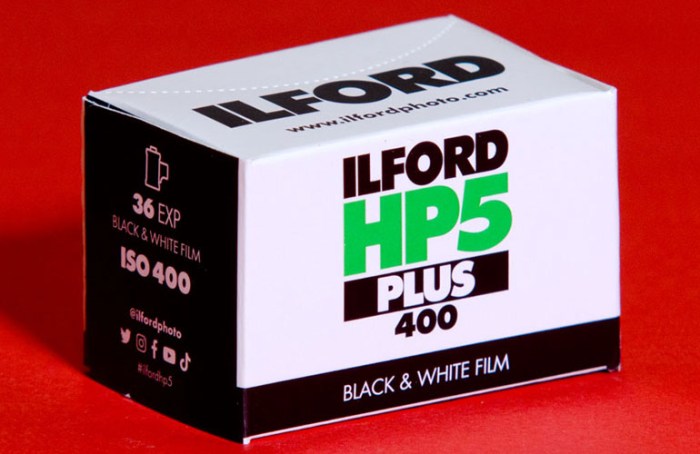 ILFORD
www.ilfordphoto.com
ILFORD
HP5
PLUS
400
BLACK & WHITE FILM
36 EXP
BLACK & WHITE FILM
ISO 400
@ilfordphoto
#ilfordhp5